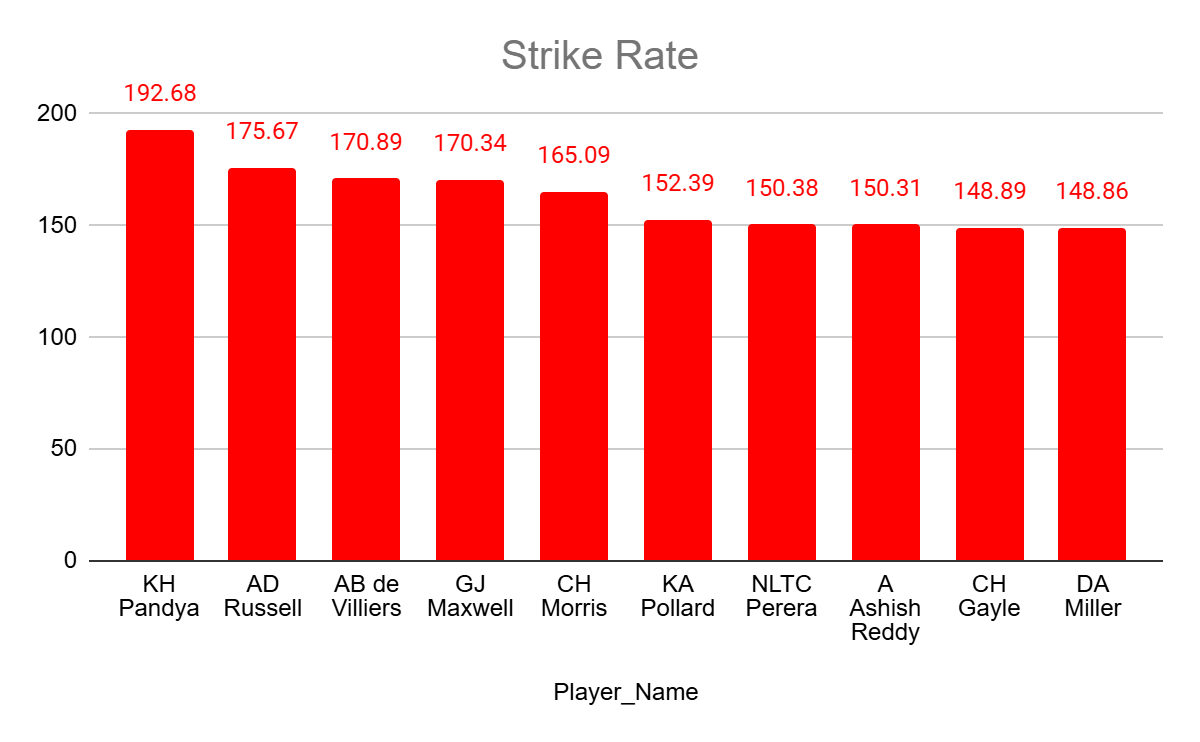 Strike Rate
192.68
175.67
170.89
170.34
165.09
152.39
150.38
150.31
148.89
148.86
200
150
100
50
0
KH
Pandya
AD
Russell
AB de
Villiers
GJ
Maxwell
CH
Morris
KA
Pollard
NLTC
Perera
A
Ashish
Reddy
CH
Gayle
DA
Miller
Player_Name